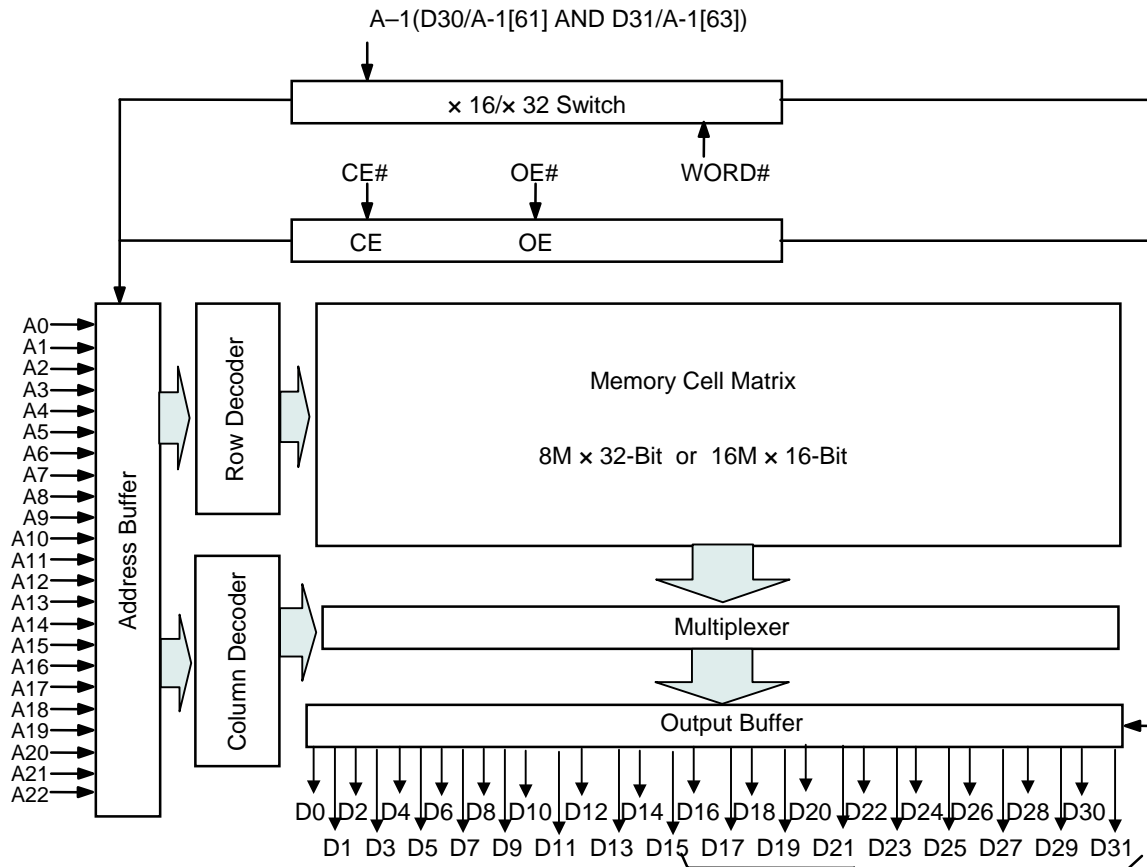 A–1(D30/A-1[61] AND D31/A-1[63])
× 16/× 32 Switch
CE# OE# WORD#
CE OE
A0
A1
A2
A3
A4
A5
A6
A7
A8
A9
A10
A11
A12
A13
A14
A15
A16
A17
A18
A19
A20
A21
A22
Address Buffer
Row Decoder
Column Decoder
Memory Cell Matrix
8M × 32-Bit or 16M × 16-Bit
Multiplexer
Output Buffer
D0 D2 D4 D6 D8 D10 D12 D14 D16 D18 D20 D22 D24 D26 D28 D30
D1 D3 D5 D7 D9 D11 D13 D15 D17 D19 D21 D23 D25 D27 D29 D31